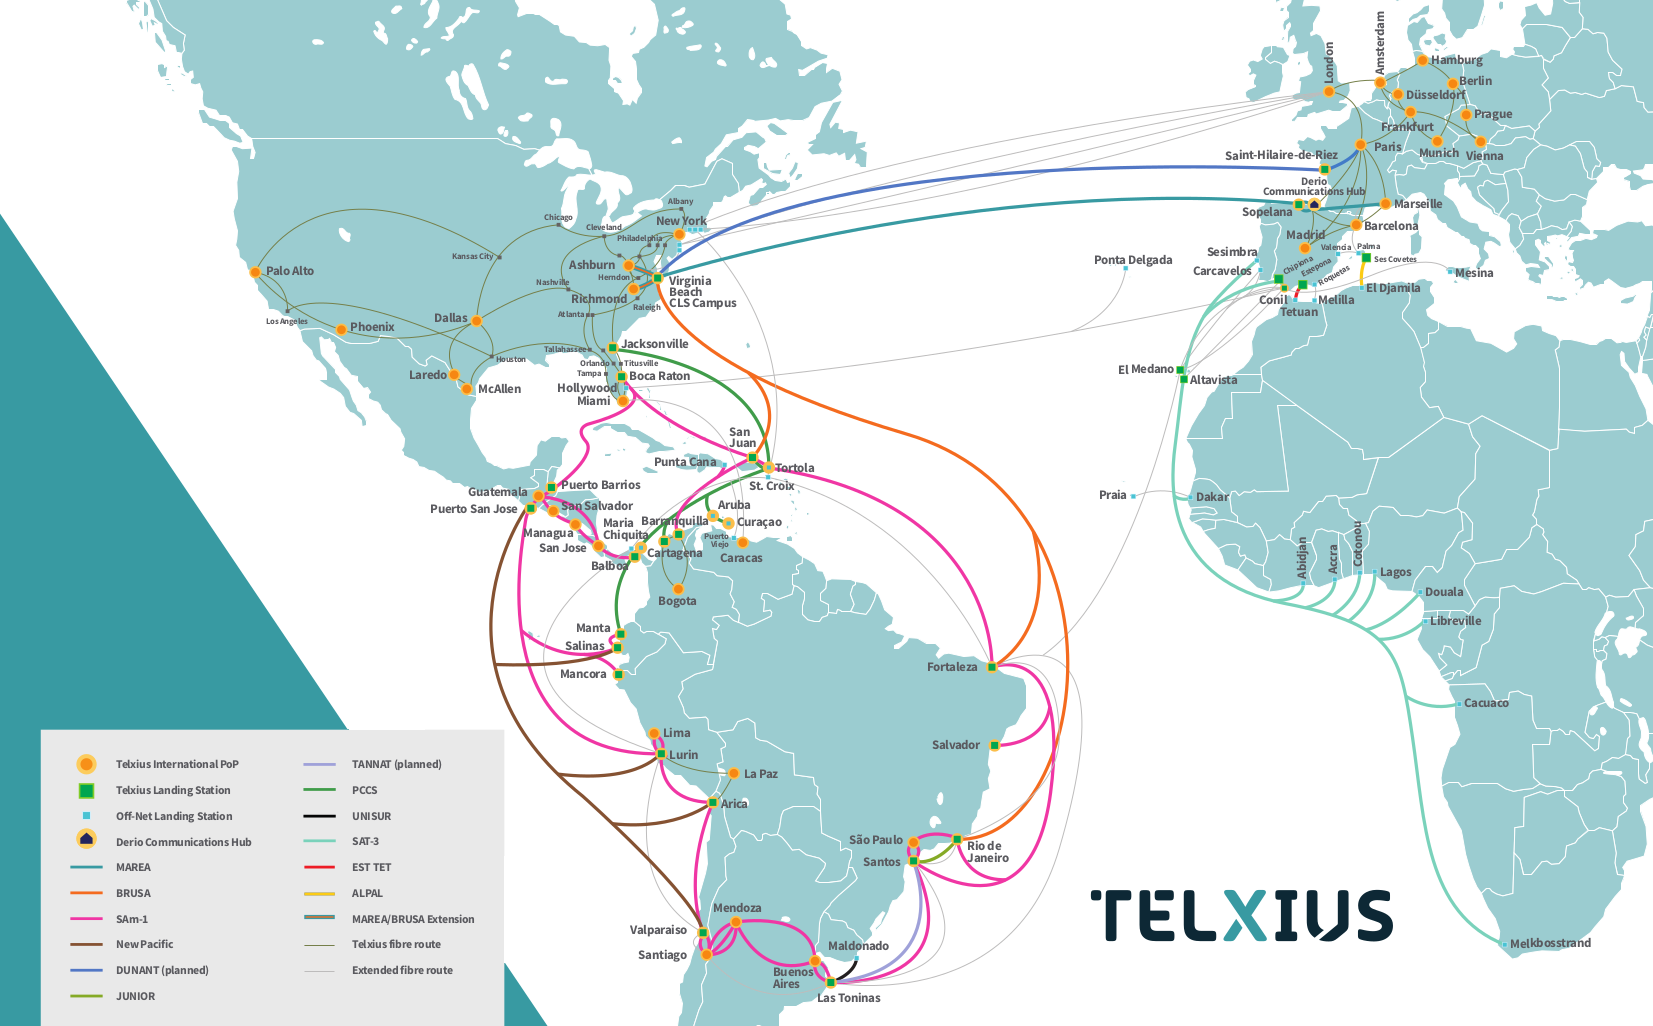 London
Amsterdam
Hamburg
Berlin
Düsseldorf
Prague
Frankfurt
Paris
Munich
Vienna
Saint-Hilaire-de-Riez
Derio
Communications Hub
Sopelana
Marseille
Barcelona
Madrid
Valencia
Palma
Ses Covetes
Sesimbra
Carcavelos
Chipiona
Estepona
Roquetas
Mesina
El Djamila
Conil
Melilla
Tetuan
Ponta Delgada
Albany
New York
Chicago
Cleveland
Philadelphia
Kansas City
Ashburn
Herndon
Palo Alto
Nashville
Richmond
Raleigh
Virginia
Beach
CLS Campus
Los Angeles
Phoenix
Dallas
Atlanta
Jacksonville
Tallahassee
Houston
Orlando
Titusville
Tampa
Laredo
McAllen
Boca Raton
Hollywood
Miami
El Medano
Altavista
San
Juan
Punta Cana
Tortola
St. Croix
Guatemala
Puerto Barrios
Puerto San Jose
San Salvador
Aruba
Managua
Maria
Chiquita
Barranquilla
Curaçao
San Jose
Puerto
Viejo
Cartagena
Caracas
Balboa
Bogota
Praia
Dakar
Abidjan
Accra
Cotonou
Lagos
Douala
Libreville
Manta
Salinas
Mancora
Fortaleza
Cacuaco
Lima
Lurin
Salvador
La Paz
Arica
São Paulo
Santos
Rio de
Janeiro
Mendoza
Valparaiso
Santiago
Maldonado
Buenos
Aires
Las Toninas
Melkbosstrand
TELXIUS
Telxius International PoP
Telxius Landing Station
Off-Net Landing Station
Derio Communications Hub
MAREA
BRUSA
SAm-1
New Pacific
DUNANT (planned)
JUNIOR
TANNAT (planned)
PCCS
UNISUR
SAT-3
EST TET
ALPAL
MAREA/BRUSA Extension
Telxius fibre route
Extended fibre route